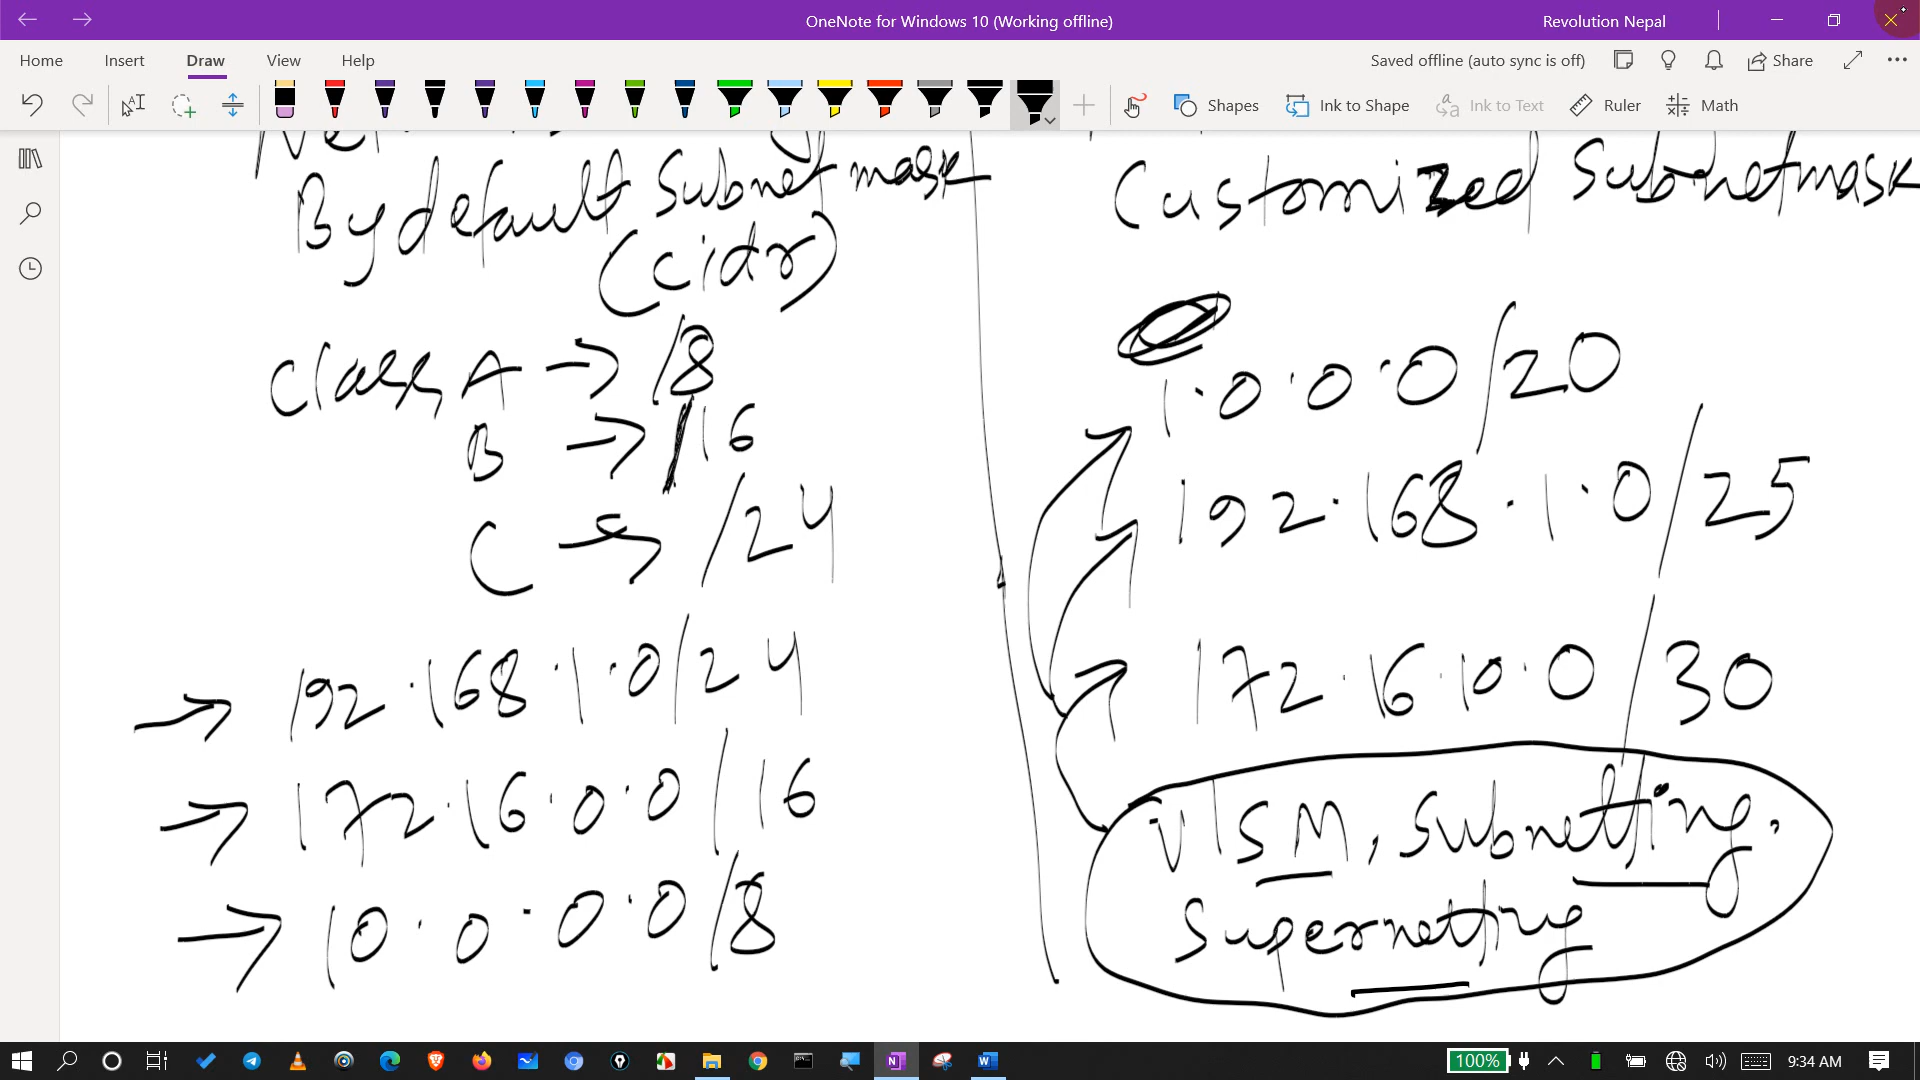 OneNote for Windows 10 (Working offline)
Revolution Nepal
Home Insert Draw View Help
Saved offline (auto sync is off)
Share
Shapes
Ink to Shape
Ink to Text
Ruler
Math
By default Subnet mask
(cidr)
Class A → /8
B → /16
C → /24
→ 192.168.1.0/24
→ 172.16.0.0/16
→ 10.0.0.0/8
Customized Subnetmask
1.0.0.0/20
192.168.1.0/25
172.16.10.0/30
VLSM, Subnetting.
Supernetting
100%
9:34 AM